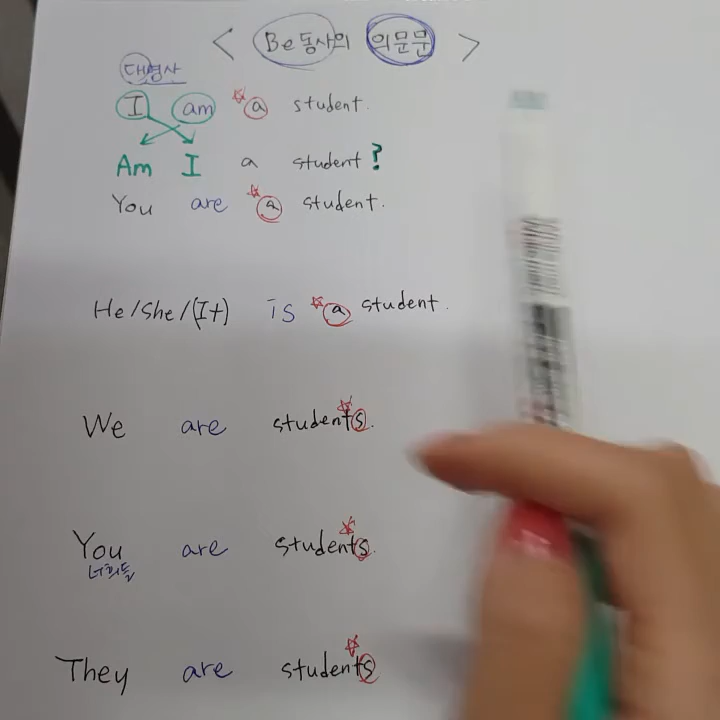 < Be동사의 의문문 >
대명사
I am a student.
Am I a student?
You are a student.
He/She/(It) is a student.
We are students.
You are students.
너희들
They are students